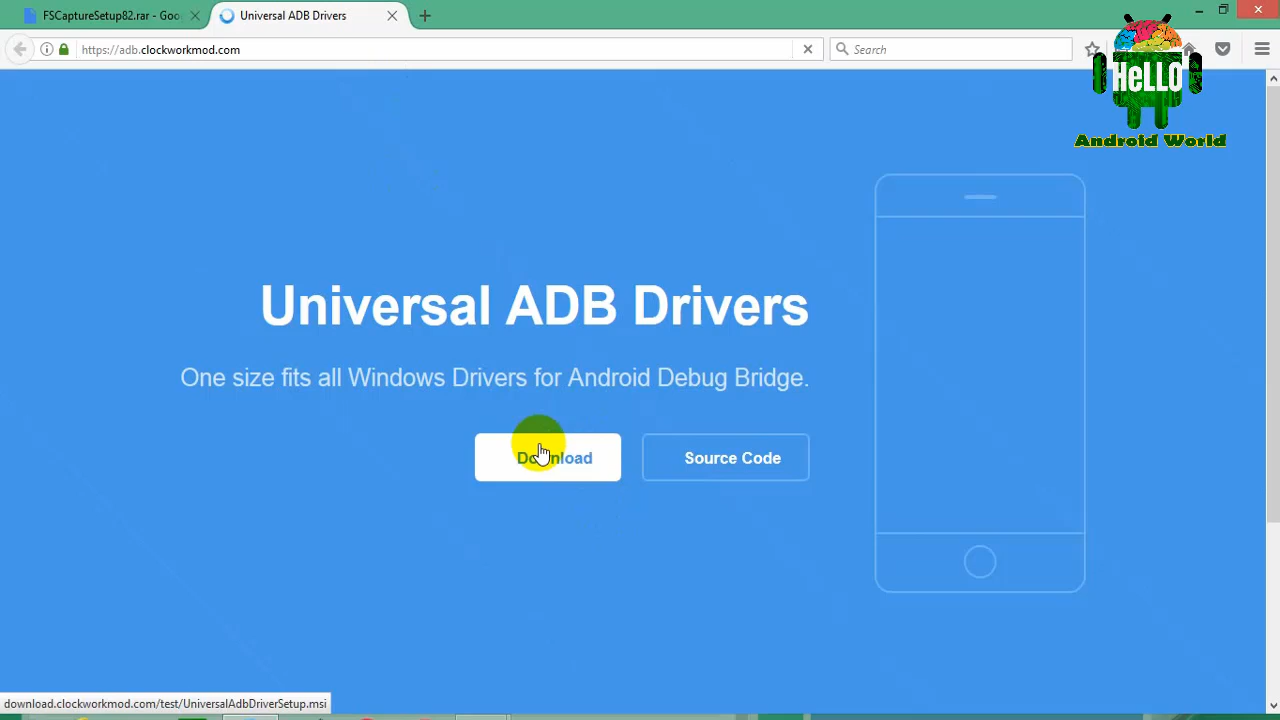 FSCaptureSetup82.rar - Goo
Universal ADB Drivers
https://adb.clockworkmod.com
Search
HeLLO
Android World
Universal ADB Drivers
One size fits all Windows Drivers for Android Debug Bridge.
Download
Source Code
download.clockworkmod.com/test/UniversalAdbDriverSetup.msi